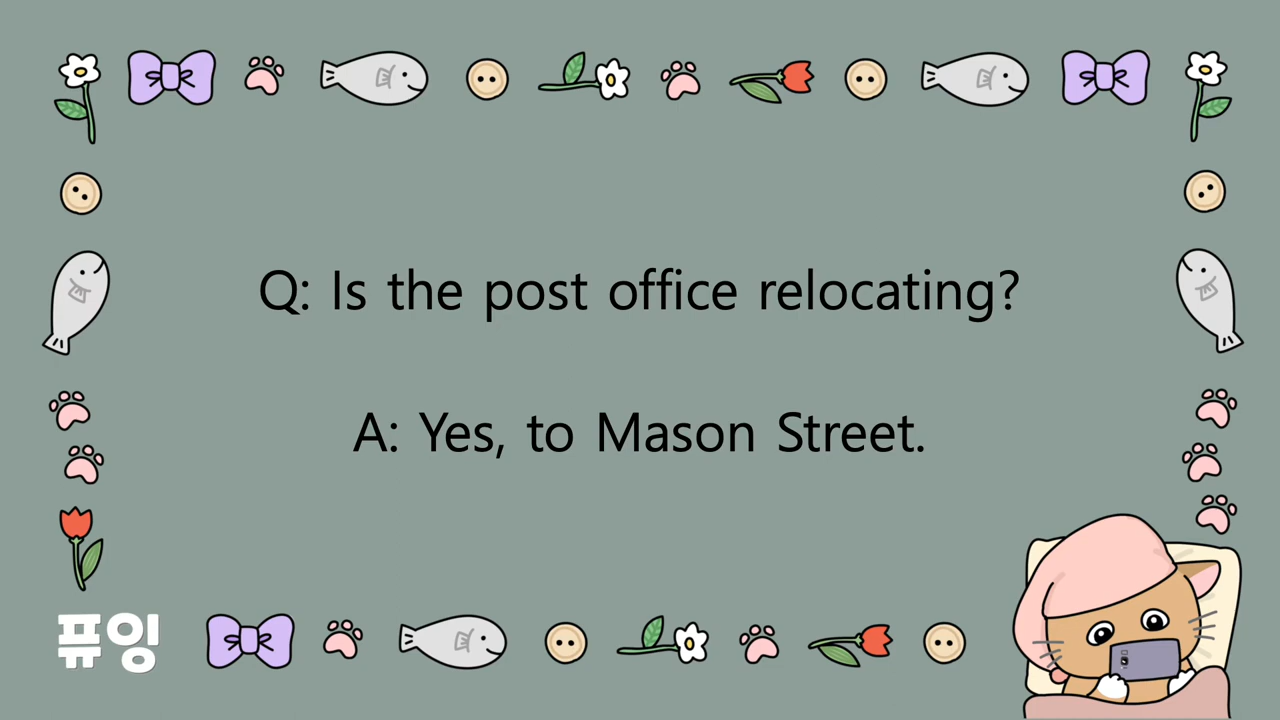 Q: Is the post office relocating?
A: Yes, to Mason Street.
퓨잉